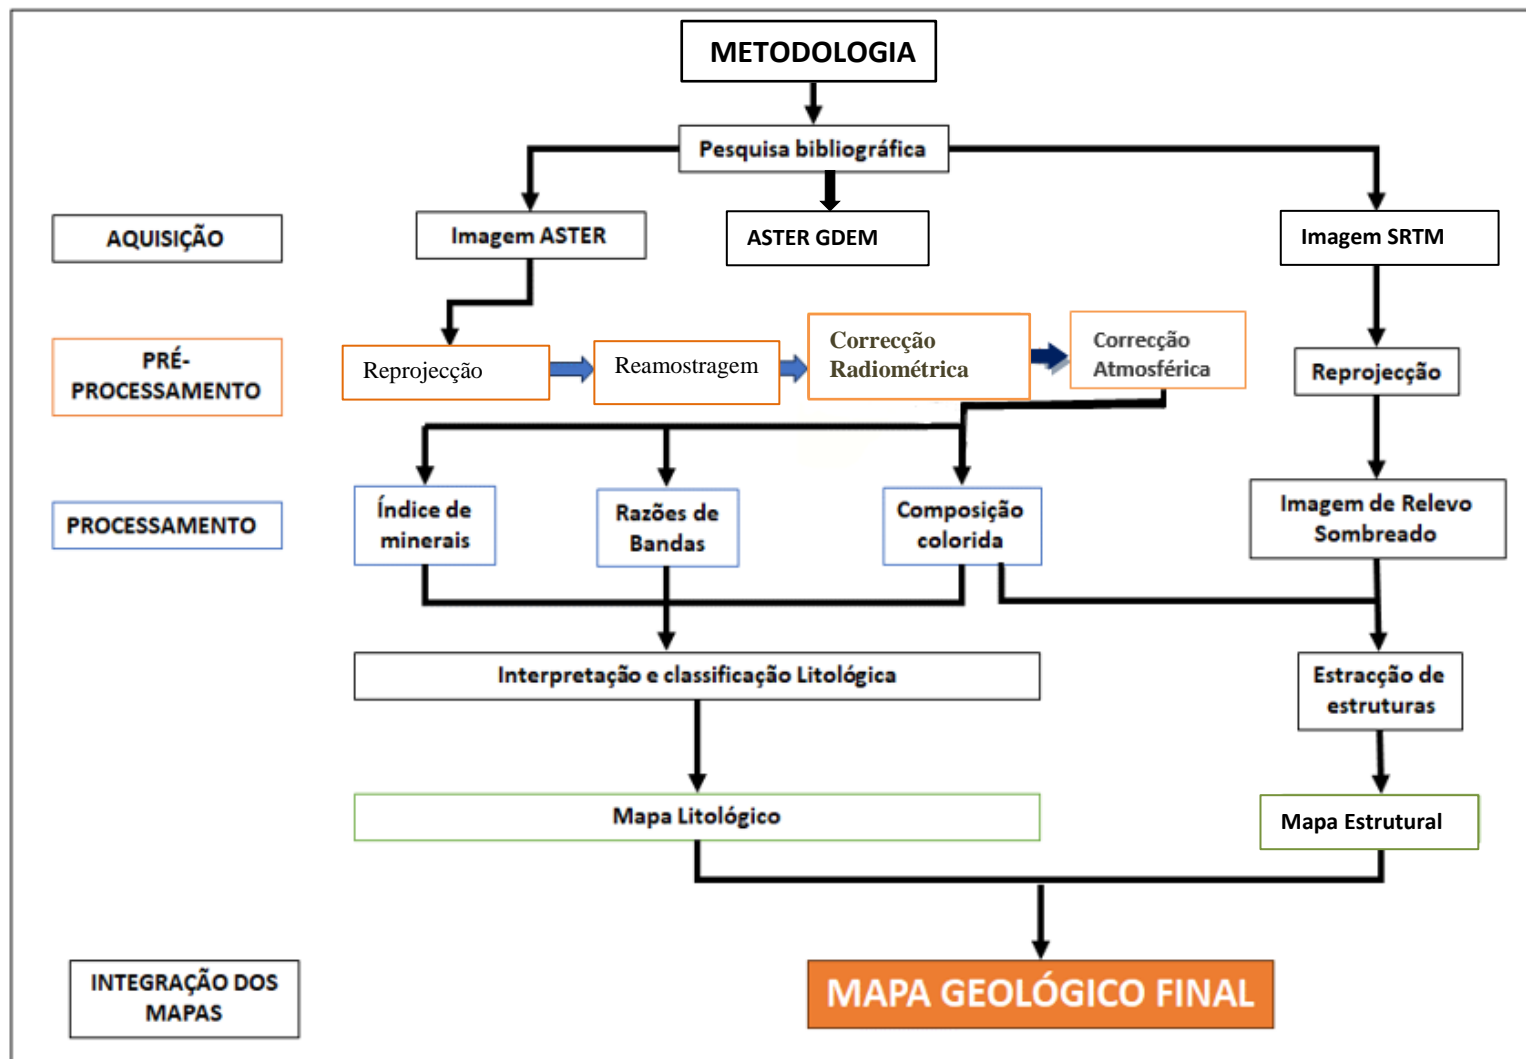 METODOLOGIA
Pesquisa bibliográfica
AQUISIÇÃO
Imagem ASTER
ASTER GDEM
Imagem SRTM
PRÉ-
PROCESSAMENTO
Reprojecção
Reamostragem
Correcção
Radiométrica
Correcção
Atmosférica
Reprojecção
PROCESSAMENTO
Índice de
minerais
Razões de
Bandas
Composição
colorida
Imagem de Relevo
Sombreado
Interpretação e classificação Litológica
Estracção de
estruturas
Mapa Litológico
Mapa Estrutural
INTEGRAÇÃO DOS
MAPAS
MAPA GEOLÓGICO FINAL